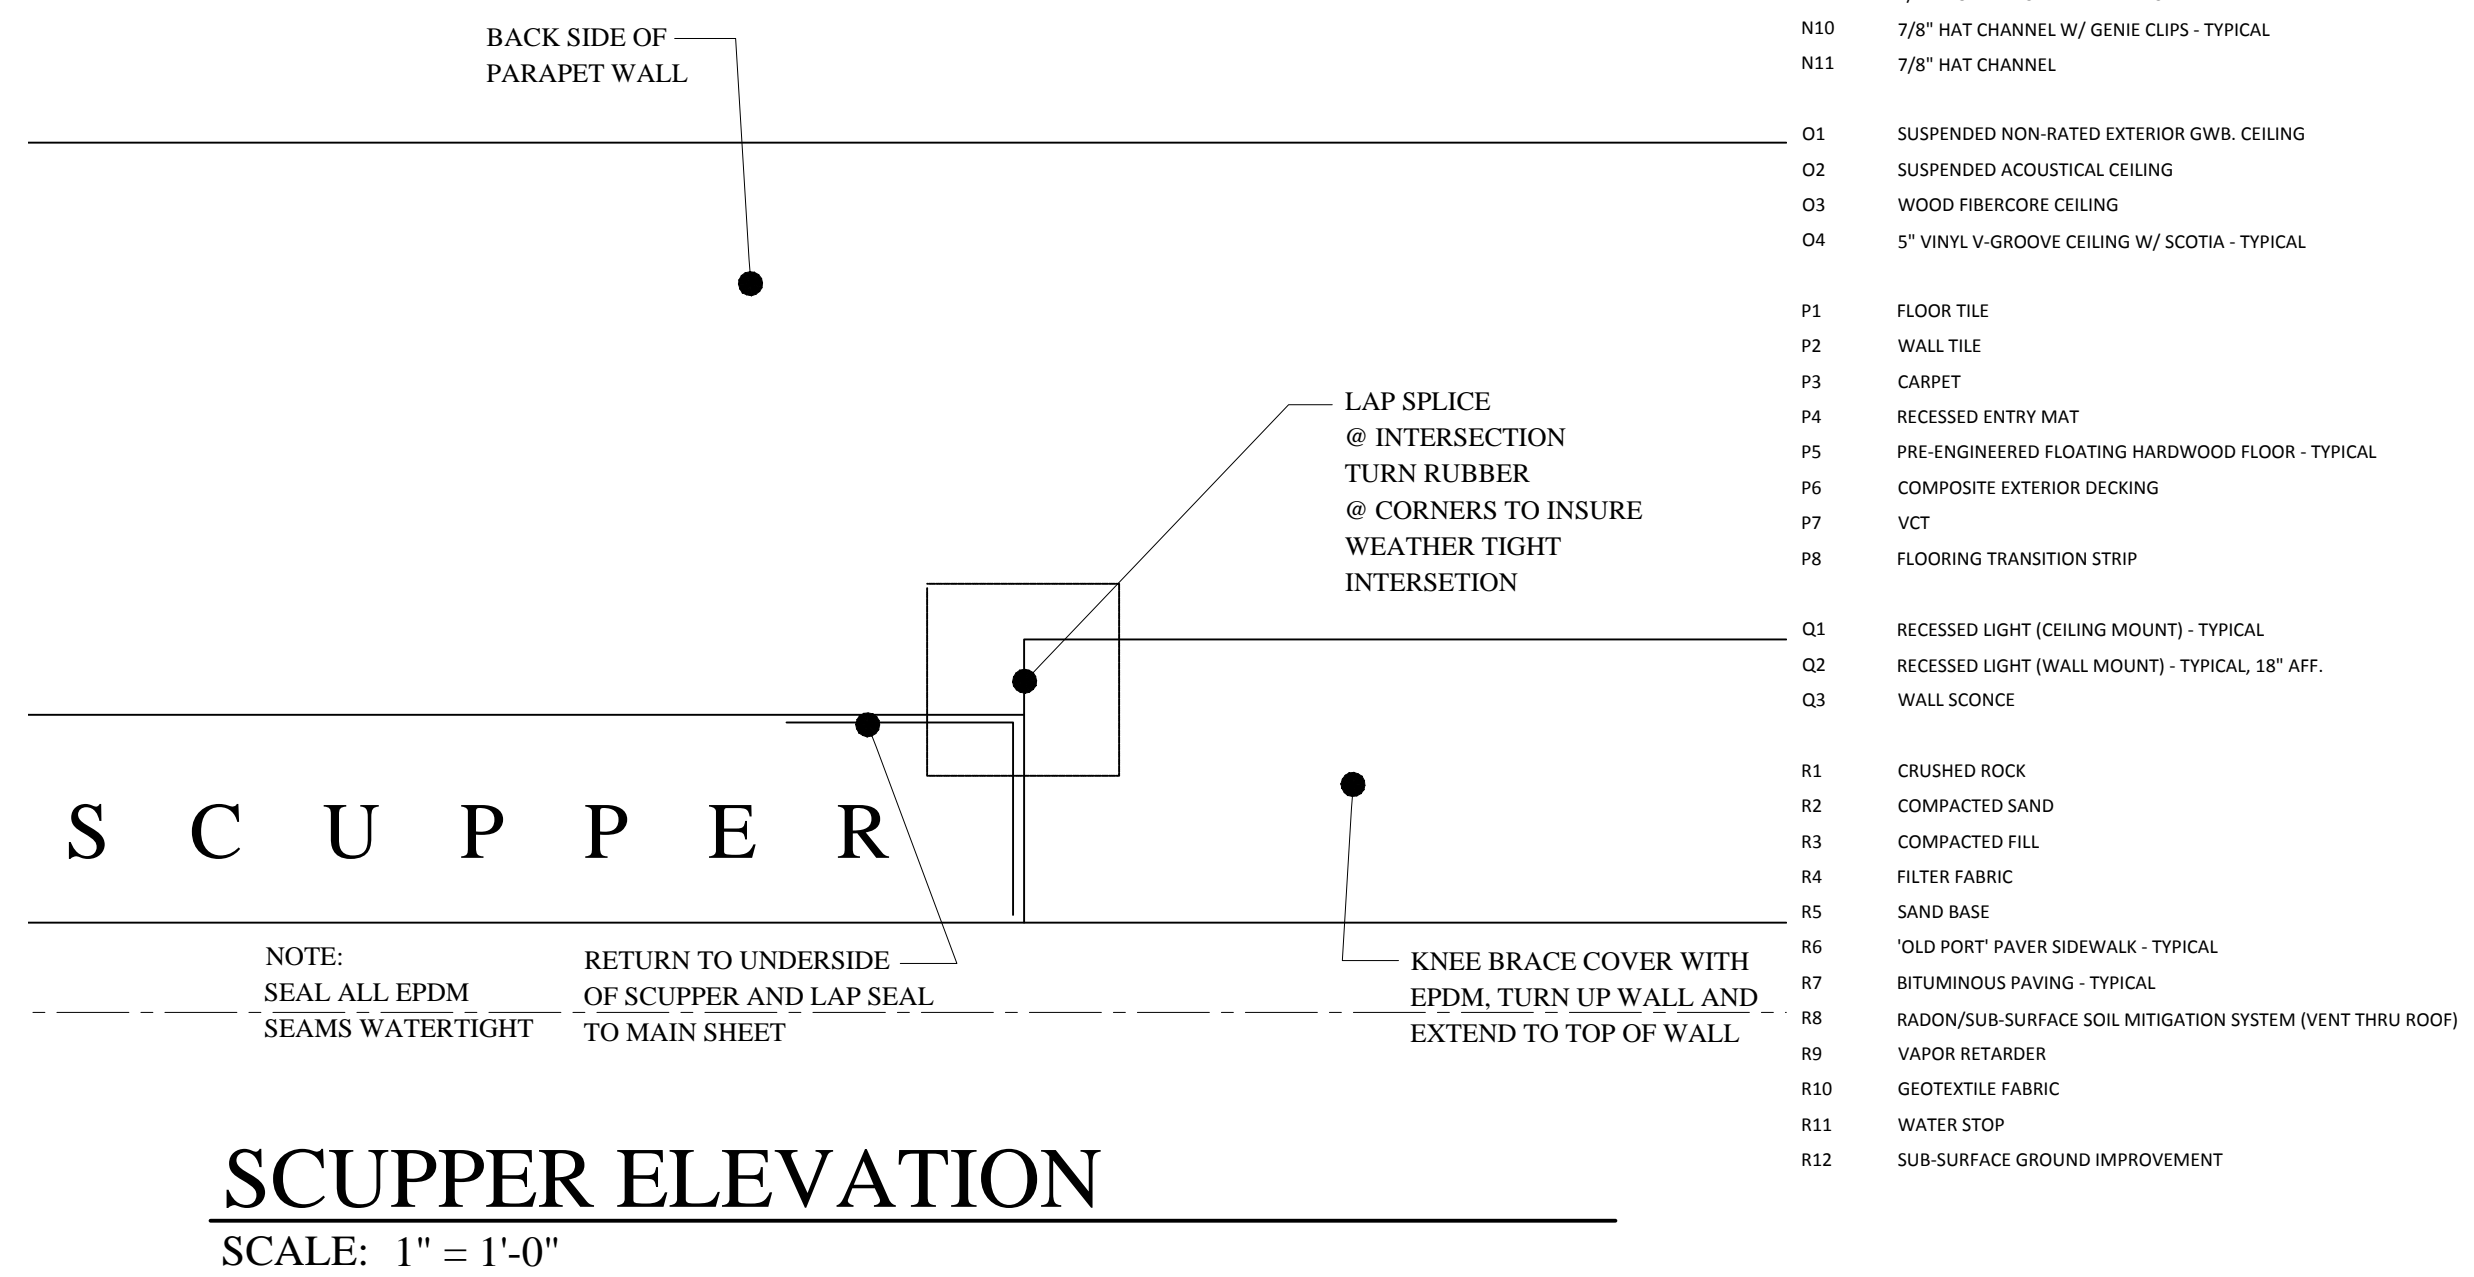 BACK SIDE OF
PARAPET WALL
LAP SPLICE
@ INTERSECTION
TURN RUBBER
@ CORNERS TO INSURE
WEATHER TIGHT
INTERSETION
S C U P P E R
NOTE:
SEAL ALL EPDM
SEAMS WATERTIGHT
RETURN TO UNDERSIDE
OF SCUPPER AND LAP SEAL
TO MAIN SHEET
KNEE BRACE COVER WITH
EPDM, TURN UP WALL AND
EXTEND TO TOP OF WALL
SCUPPER ELEVATION
SCALE: 1" = 1'-0"
N10 7/8" HAT CHANNEL W/ GENIE CLIPS - TYPICAL
N11 7/8" HAT CHANNEL
O1 SUSPENDED NON-RATED EXTERIOR GWB. CEILING
O2 SUSPENDED ACOUSTICAL CEILING
O3 WOOD FIBERCORE CEILING
O4 5" VINYL V-GROOVE CEILING W/ SCOTIA - TYPICAL
P1 FLOOR TILE
P2 WALL TILE
P3 CARPET
P4 RECESSED ENTRY MAT
P5 PRE-ENGINEERED FLOATING HARDWOOD FLOOR - TYPICAL
P6 COMPOSITE EXTERIOR DECKING
P7 VCT
P8 FLOORING TRANSITION STRIP
Q1 RECESSED LIGHT (CEILING MOUNT) - TYPICAL
Q2 RECESSED LIGHT (WALL MOUNT) - TYPICAL, 18" AFF.
Q3 WALL SCONCE
R1 CRUSHED ROCK
R2 COMPACTED SAND
R3 COMPACTED FILL
R4 FILTER FABRIC
R5 SAND BASE
R6 'OLD PORT' PAVER SIDEWALK - TYPICAL
R7 BITUMINOUS PAVING - TYPICAL
R8 RADON/SUB-SURFACE SOIL MITIGATION SYSTEM (VENT THRU ROOF)
R9 VAPOR RETARDER
R10 GEOTEXTILE FABRIC
R11 WATER STOP
R12 SUB-SURFACE GROUND IMPROVEMENT